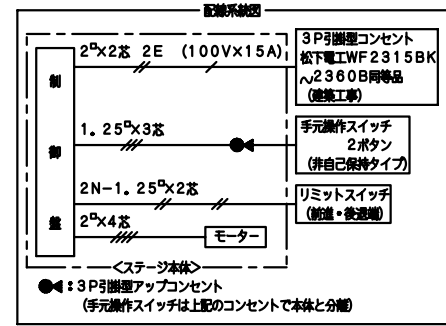 配線系統図
2□×2芯 2E (100V×15A)
3P引掛型コンセント
松下電工WF2315BK
～2360B同等品
(建築工事)
制御盤
1.25□×3芯
手元操作スイッチ
2ボタン
(非自己保持タイプ)
2N-1.25□×2芯
リミットスイッチ
(前進・後退端)
2□×4芯
モーター
<ステージ本体>
:3P引掛型アップコンセント
(手元操作スイッチは上記のコンセントで本体と分離)